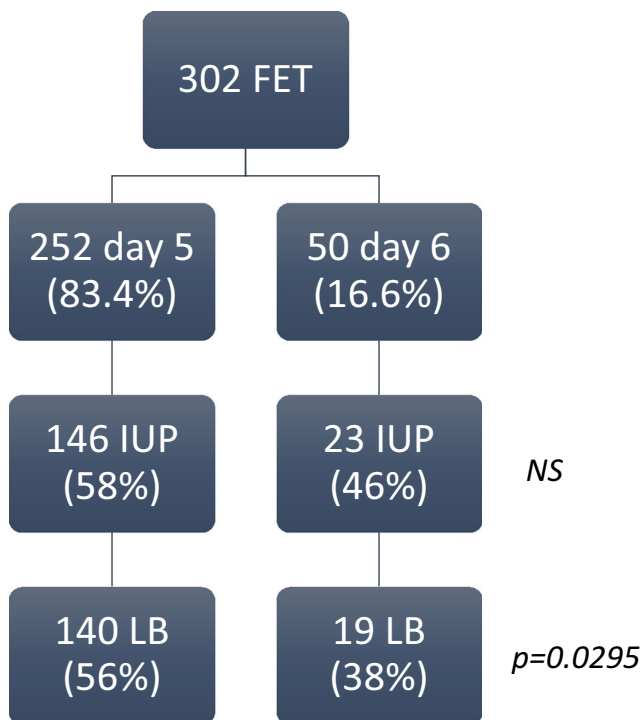 302 FET
252 day 5
(83.4%)
50 day 6
(16.6%)
146 IUP
(58%)
23 IUP
(46%)
NS
140 LB
(56%)
19 LB
(38%)
p=0.0295